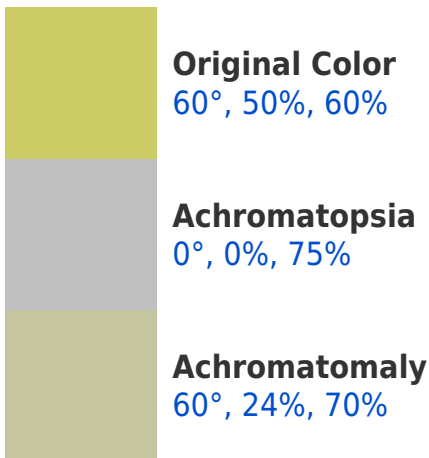 Original Color
60°, 50%, 60%
Achromatopsia
0°, 0%, 75%
Achromatomaly
60°, 24%, 70%